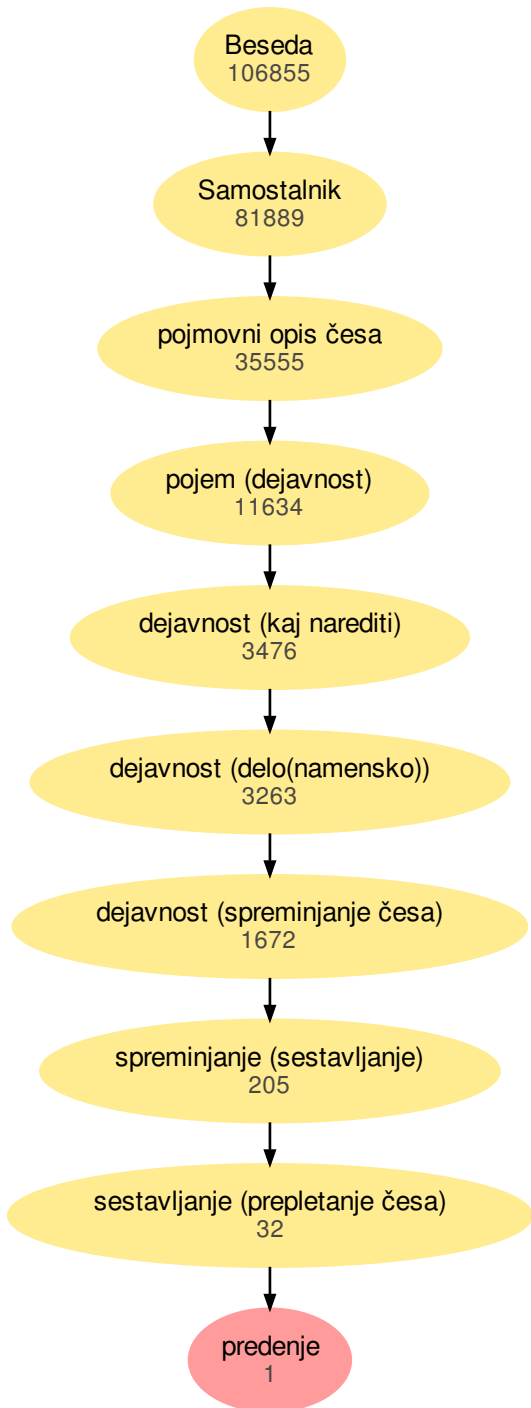 Beseda
106855
Samostalnik
81889
pojmovni opis česa
35555
pojem (dejavnost)
11634
dejavnost (kaj narediti)
3476
dejavnost (delo(namensko))
3263
dejavnost (spreminjanje česa)
1672
spreminjanje (sestavljanje)
205
sestavljanje (prepletanje česa)
32
predenje
1